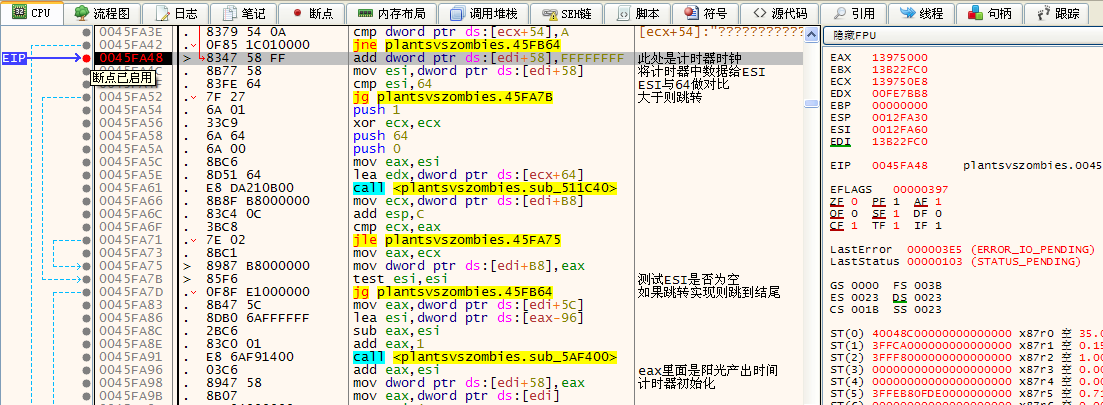 CPU 流程图 日志 笔记 断点 内存布局 调用堆栈 SEH链 脚本 符号 源代码 引用 线程 句柄 跟踪
0045FA3E . 8379 54 0A cmp dword ptr ds:[ecx+54],A [ecx+54]:"????????????
0045FA42 . 0F85 1C010000 jne plantsvszombies.45FB64
EIP 0045FA48 > 8347 58 FF add dword ptr ds:[edi+58],FFFFFFFF 此处是计时器时钟
8B77 58 mov esi,dword ptr ds:[edi+58] 将计时器中数据给ESI
断点已启用
. 83FE 64 cmp esi,64 ESI与64做对比
0045FA52 . 7F 27 jg plantsvszombies.45FA7B 大于则跳转
0045FA54 . 6A 01 push 1
0045FA56 . 33C9 xor ecx,ecx
0045FA58 . 6A 64 push 64
0045FA5A . 6A 00 push 0
0045FA5C . 8BC6 mov eax,esi
0045FA5E . 8D51 64 lea edx,dword ptr ds:[ecx+64]
0045FA61 . E8 DA210B00 call <plantsvszombies.sub_511C40>
0045FA66 . 8B8F B8000000 mov ecx,dword ptr ds:[edi+B8]
0045FA6C . 83C4 0C add esp,C
0045FA6F . 3BC8 cmp ecx,eax
0045FA71 . 7E 02 jle plantsvszombies.45FA75
0045FA73 . 8BC1 mov eax,ecx
0045FA75 > 8987 B8000000 mov dword ptr ds:[edi+B8],eax
0045FA7B > 85F6 test esi,esi 测试ESI是否为空
0045FA7D . 0F8F E1000000 jg plantsvszombies.45FB64 如果跳转实现则跳到结尾
0045FA83 . 8B47 5C mov eax,dword ptr ds:[edi+5C]
0045FA86 . 8DB0 6AFFFFFF lea esi,dword ptr ds:[eax-96]
0045FA8C . 2BC6 sub eax,esi
0045FA8E . 83C0 01 add eax,1
0045FA91 . E8 6AF91400 call <plantsvszombies.sub_5AF400>
0045FA96 . 03C6 add eax,esi eax里面是阳光产出时间
0045FA98 . 8947 58 mov dword ptr ds:[edi+58],eax 计时器初始化
0045FA9B . 8B07 mov eax,dword ptr ds:[edi]
隐藏FPU
EAX 13975000
EBX 13B22FC0
ECX 139750E8
EDX 00FE7BB8
EBP 00000000
ESP 0012FA30
ESI 0012FA60
EDI 13B22FC0
EIP 0045FA48 plantsvszombies.0045
EFLAGS 00000397
ZF 0 PF 1 AF 1
OF 0 SF 1 DF 0
CF 1 TF 1 IF 1
LastError 000003E5 (ERROR_IO_PENDING)
LastStatus 00000103 (STATUS_PENDING)
GS 0000 FS 003B
ES 0023 DS 0023
CS 001B SS 0023
ST(0) 40048C00000000000000 x87r0 空 35.0
ST(1) 3FFCA000000000000000 x87r1 空 0.15
ST(2) 3FFF8000000000000000 x87r2 空 1.00
ST(3) 00000000000000000000 x87r3 空 0.00
ST(4) 00000000000000000000 x87r4 空 0.00
ST(5) 3FFEB80FDE0000000000 x87r5 空 0.71